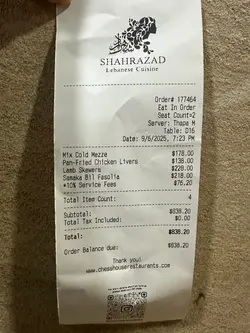 SHAHRAZAD
Lebanese Cuisine
Order# 177464
Eat In Order
Seat Count=2
Server: Thapa M
Table: D16
Date: 9/6/2025, 7:23 PM
Mix Cold Mezze $178.00
Pan-Fried Chicken Livers $138.00
Lamb Skewers $228.00
Samaka Bil Fasolia $218.00
*10% Service Fees $76.20
Total Item Count: 4
Subtotal: $838.20
Total Tax Included: $0.00
Total: $838.20
Order Balance due: $838.20
Thank you!
www.chesahouserestaurants.com